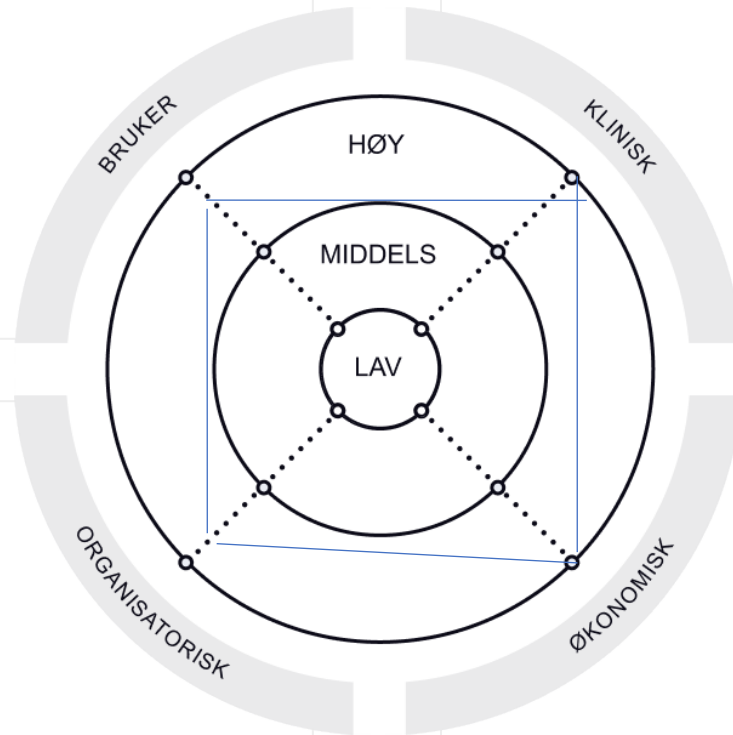 BRUKER
KLINISK
HØY
MIDDELS
LAV
ORGANISATORISK
ØKONOMISK